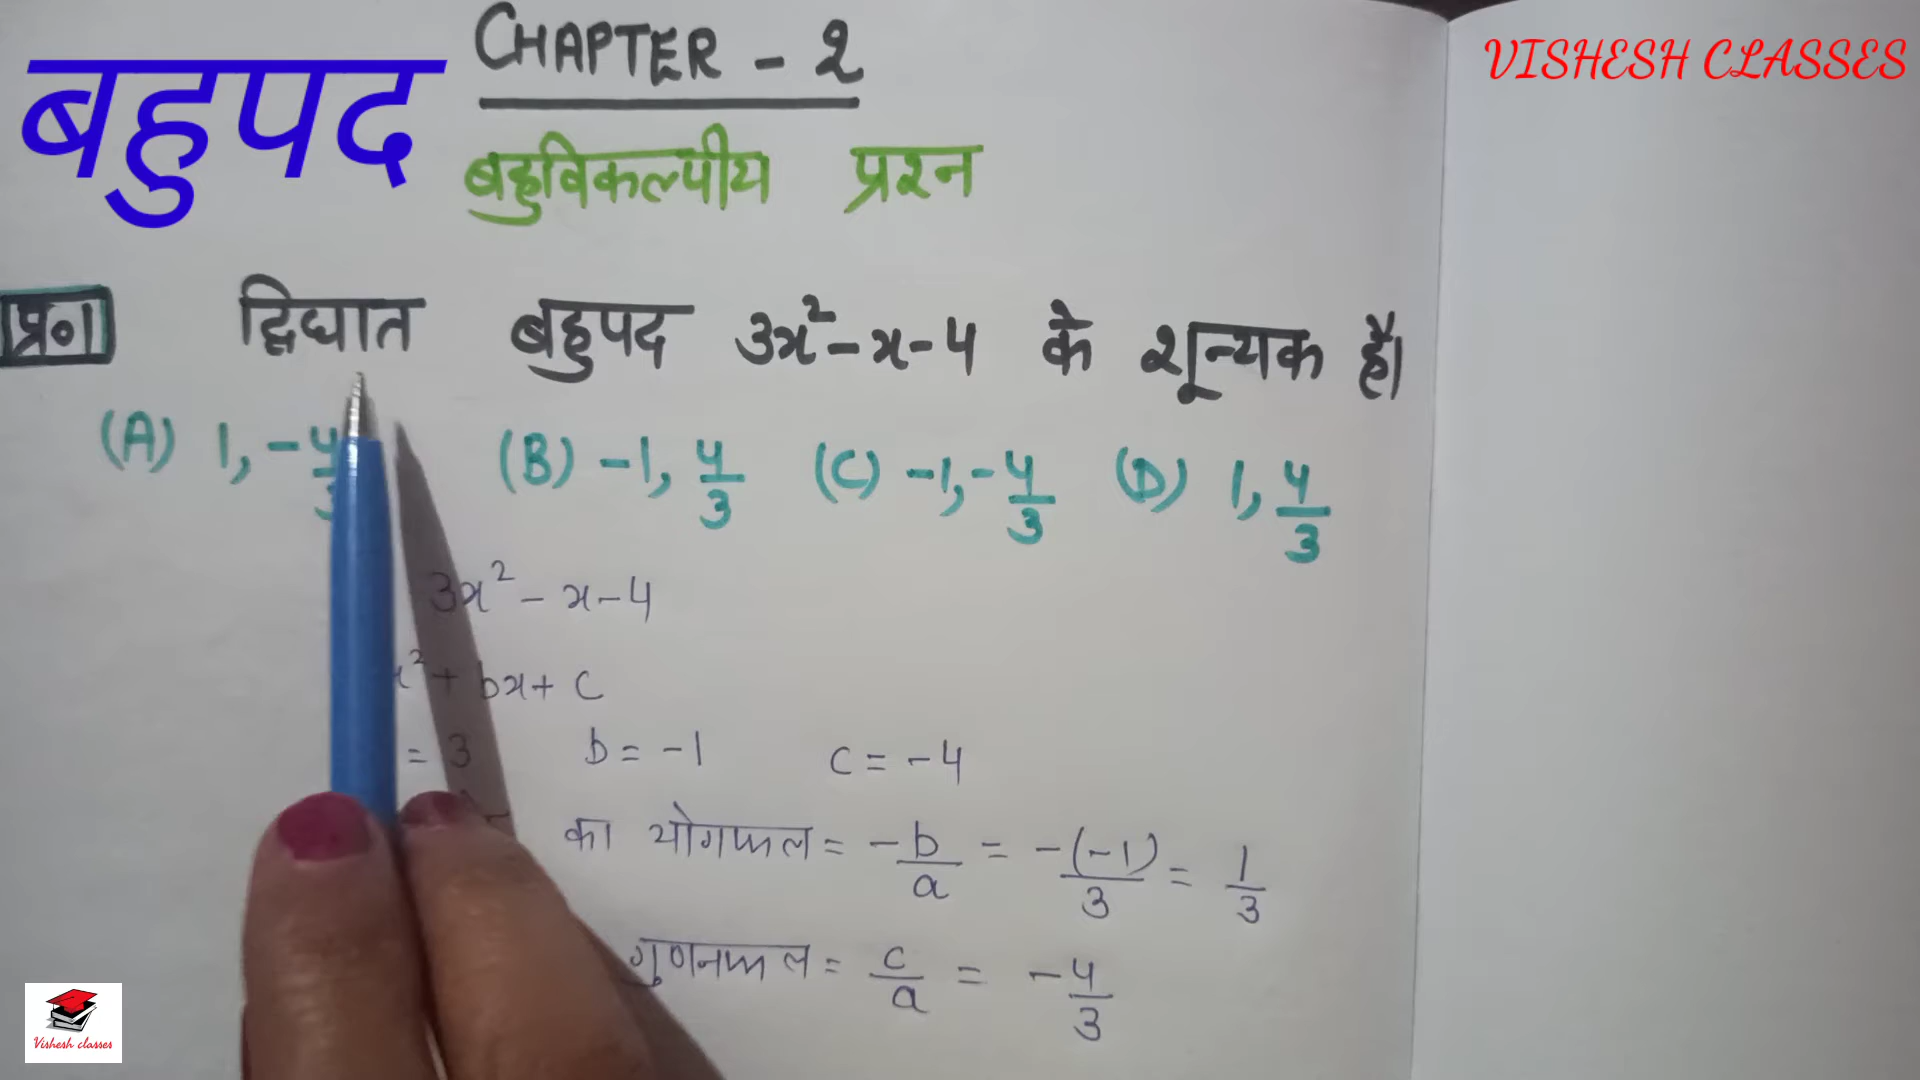 CHAPTER - 2
VISHESH CLASSES
बहुपद
बहुविकल्पीय प्रश्न
प्र०1 द्विघात बहुपद 3x² - x - 4 के शून्यक है।
(A) 1, -4/3 (B) -1, 4/3 (C) -1, -4/3 (D) 1, 4/3
3x² - x - 4
x² + bx + c
= 3 b = -1 c = -4
का योगफल = -b/a = -(-1)/3 = 1/3
गुणनफल = c/a = -4/3
Vishesh classes